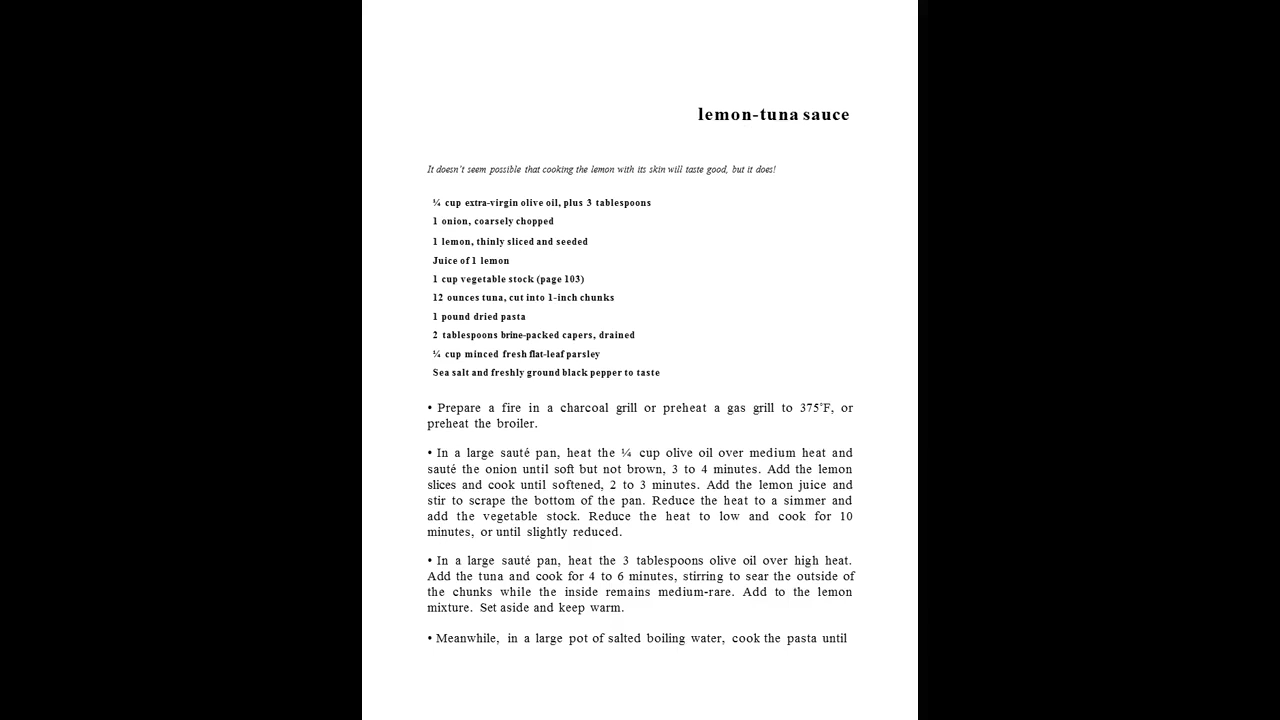 lemon-tuna sauce
It doesn't seem possible that cooking the lemon with its skin will taste good, but it does!
¼ cup extra-virgin olive oil, plus 3 tablespoons
1 onion, coarsely chopped
1 lemon, thinly sliced and seeded
Juice of 1 lemon
1 cup vegetable stock (page 103)
12 ounces tuna, cut into 1-inch chunks
1 pound dried pasta
2 tablespoons brine-packed capers, drained
¼ cup minced fresh flat-leaf parsley
Sea salt and freshly ground black pepper to taste
• Prepare a fire in a charcoal grill or preheat a gas grill to 375˚F, or
preheat the broiler.
• In a large sauté pan, heat the ¼ cup olive oil over medium heat and
sauté the onion until soft but not brown, 3 to 4 minutes. Add the lemon
slices and cook until softened, 2 to 3 minutes. Add the lemon juice and
stir to scrape the bottom of the pan. Reduce the heat to a simmer and
add the vegetable stock. Reduce the heat to low and cook for 10
minutes, or until slightly reduced.
• In a large sauté pan, heat the 3 tablespoons olive oil over high heat.
Add the tuna and cook for 4 to 6 minutes, stirring to sear the outside of
the chunks while the inside remains medium-rare. Add to the lemon
mixture. Set aside and keep warm.
• Meanwhile, in a large pot of salted boiling water, cook the pasta until